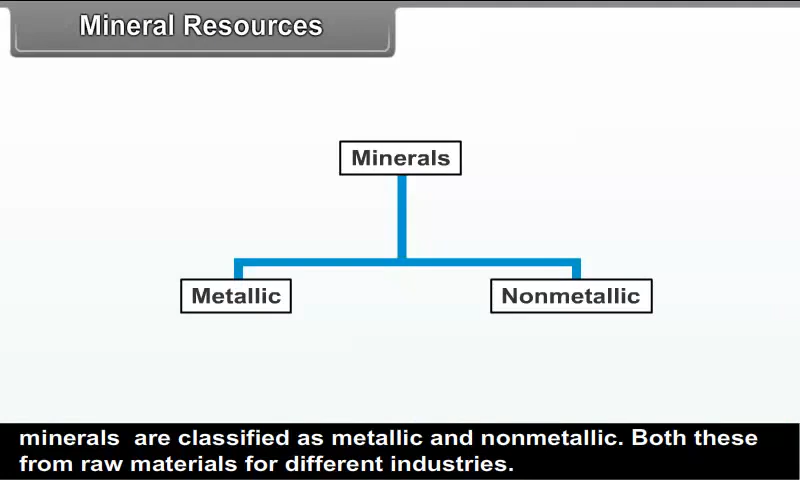 Mineral Resources
Minerals
Metallic
Nonmetallic
minerals  are classified as metallic and nonmetallic. Both these
from raw materials for different industries.